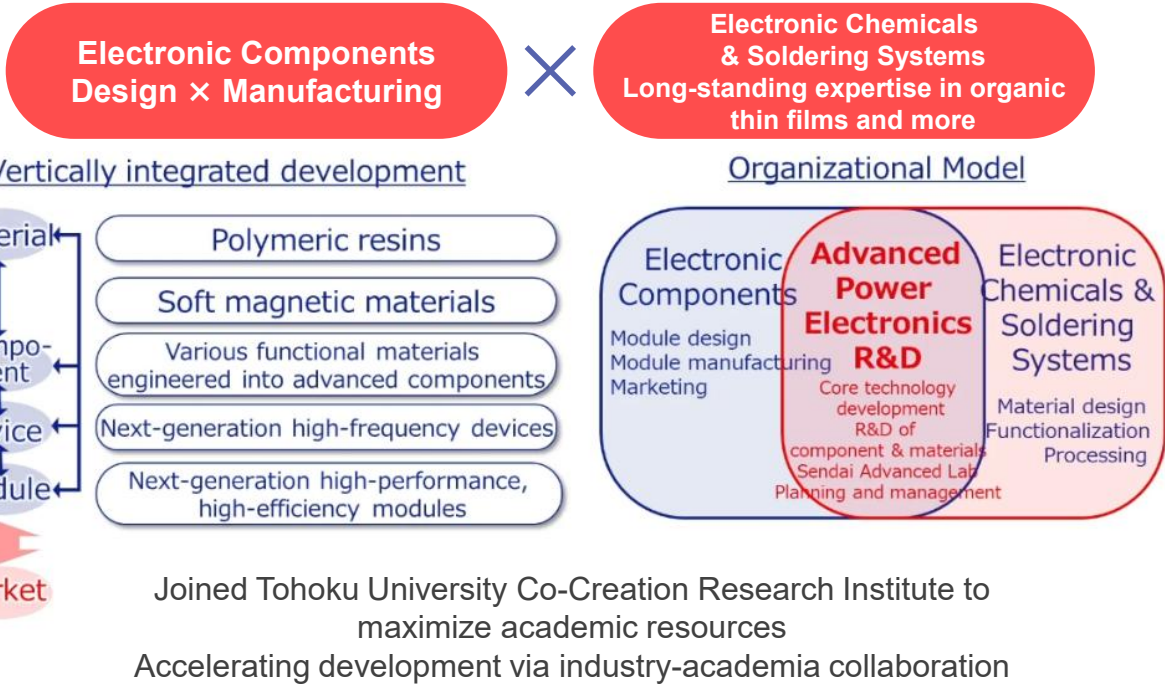 Electronic Components
Design × Manufacturing
Electronic Chemicals
& Soldering Systems
Long-standing expertise in organic
thin films and more
Vertically integrated development
Polymeric resins
Soft magnetic materials
Various functional materials
engineered into advanced components
Next-generation high-frequency devices
Next-generation high-performance,
high-efficiency modules
Organizational Model
Electronic
Components
Module design
Module manufacturing
Marketing
Advanced
Power
Electronics
R&D
Core technology
development
R&D of
component & materials
Sendai Advanced Lab
Planning and management
Electronic
Chemicals &
Soldering
Systems
Material design
Functionalization
Processing
Joined Tohoku University Co-Creation Research Institute to
maximize academic resources
Accelerating development via industry-academia collaboration